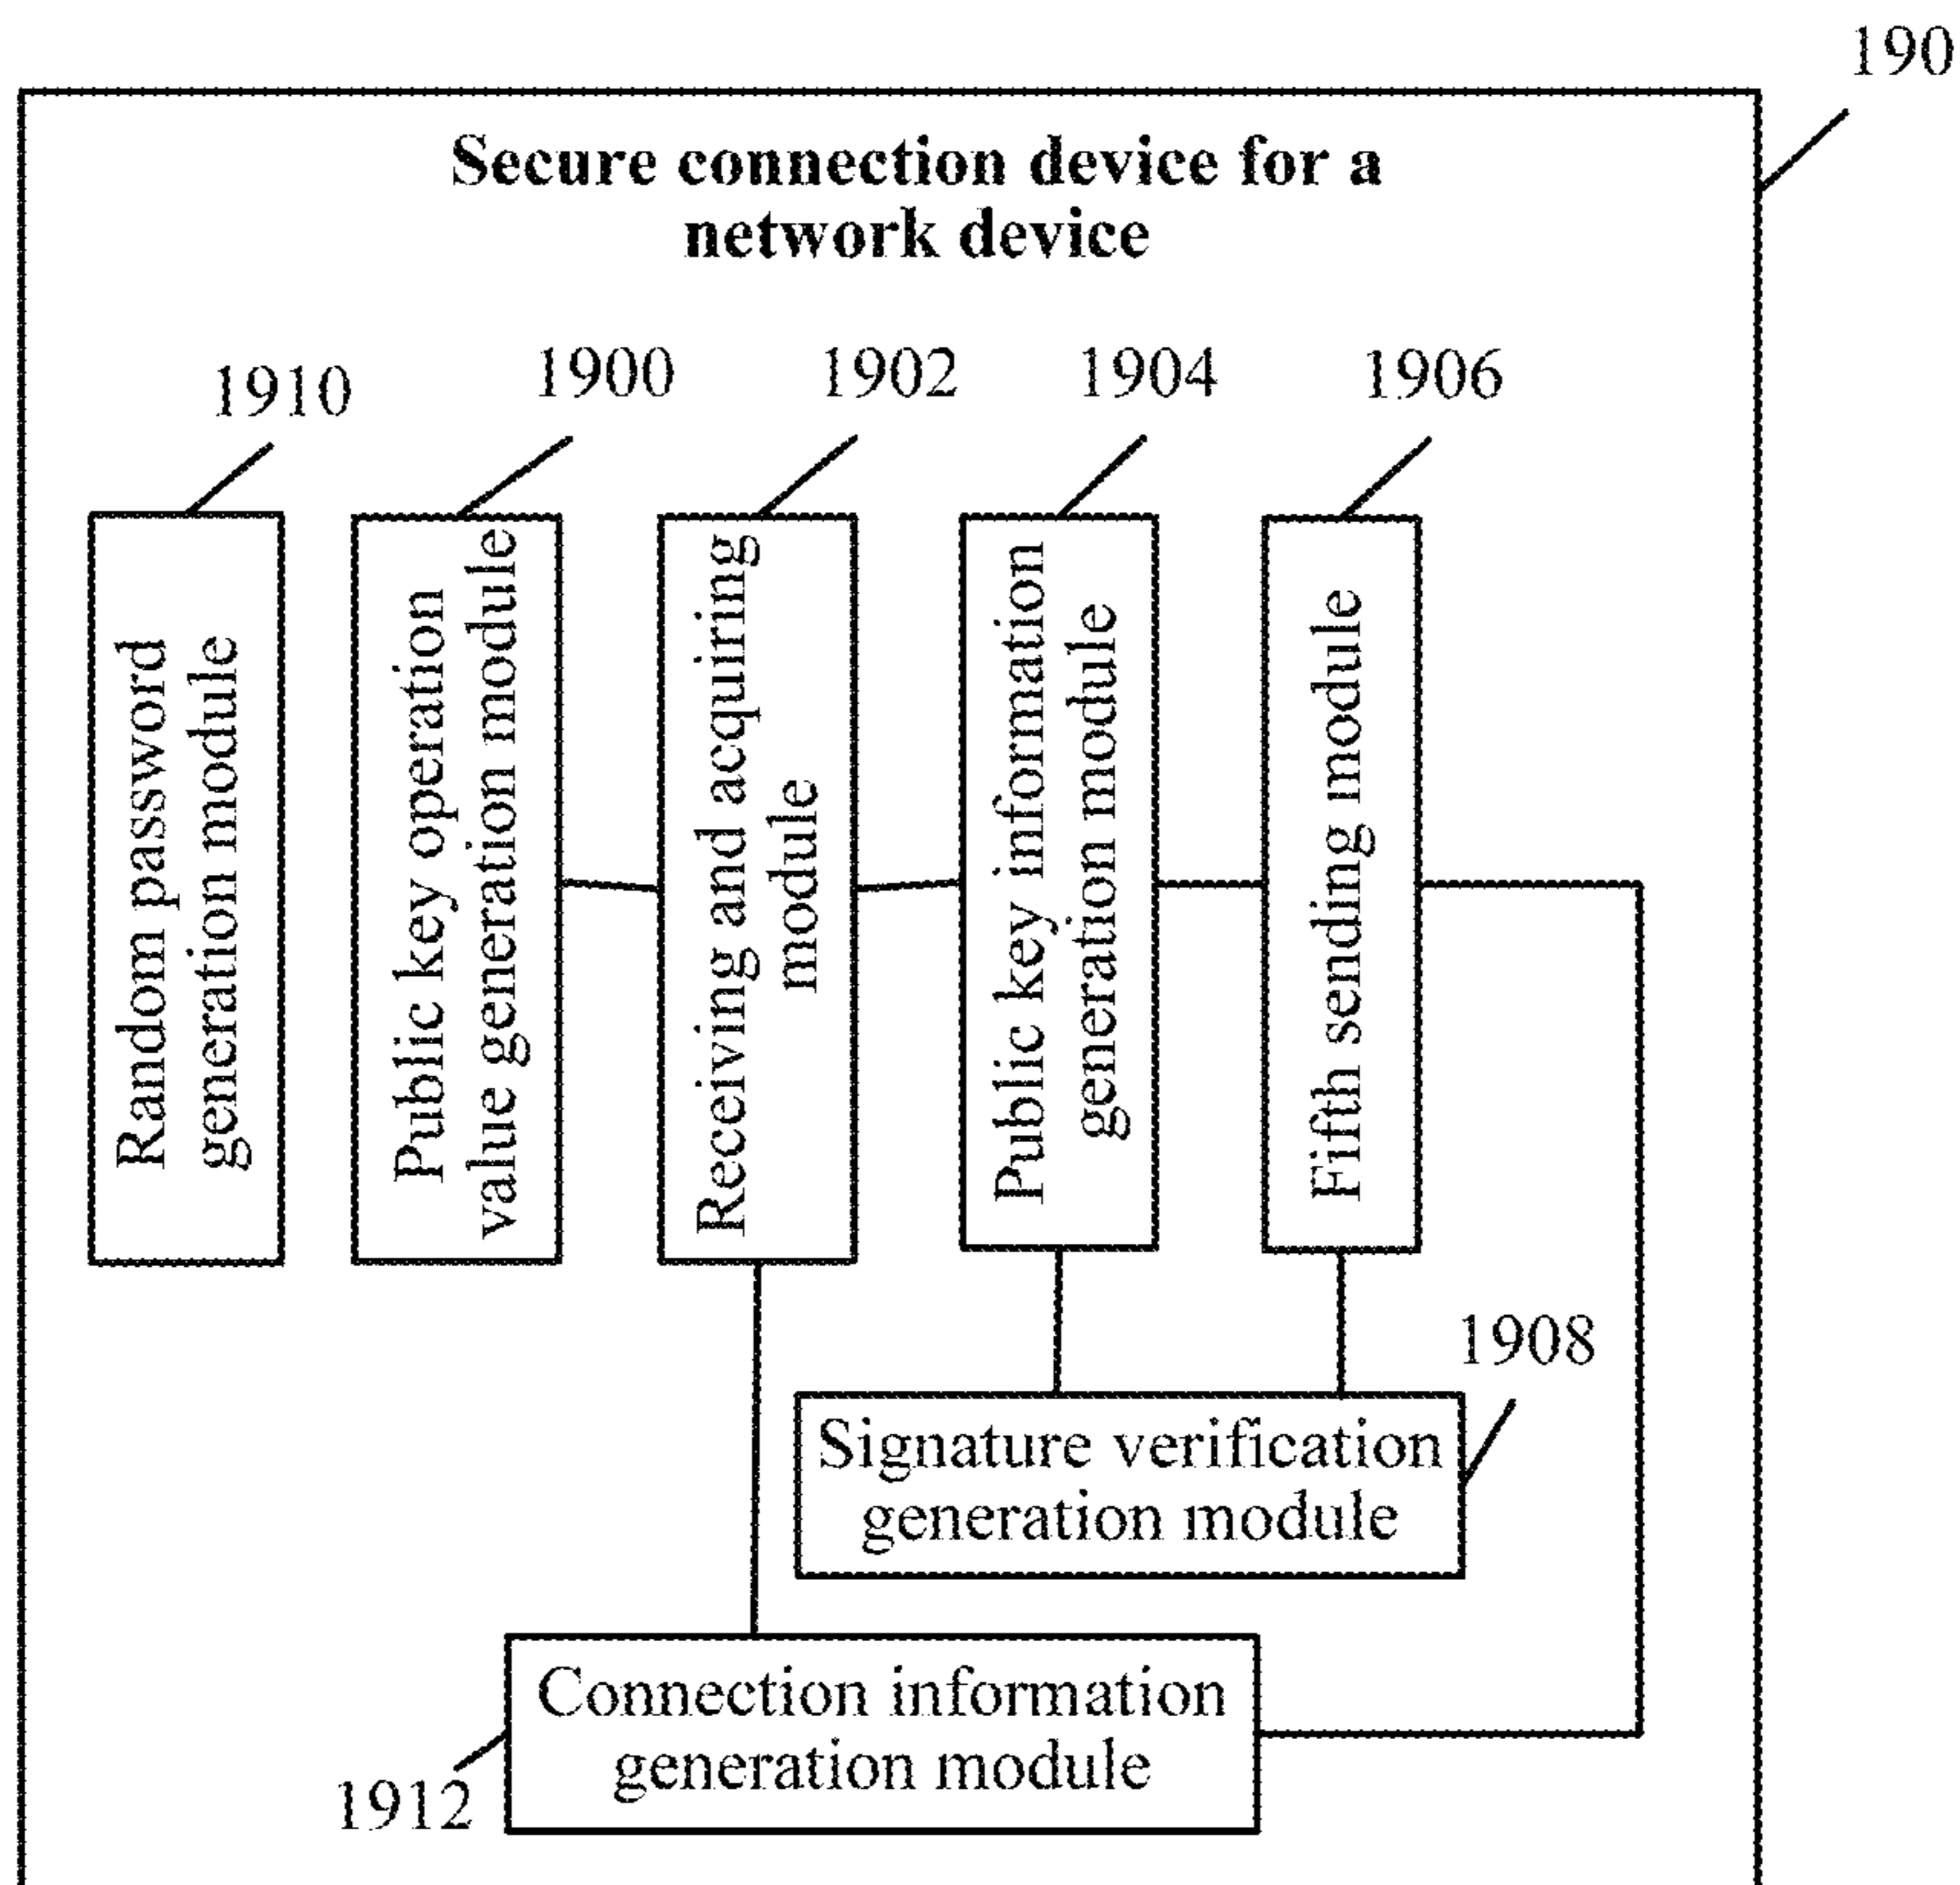 190
Secure connection device for a
network device
1910
1900
1902
1904
1906
Random password
generation module
Public key operation
value generation module
Receiving and acquiring
module
Public key information
generation module
Fifth sending module
1908
Signature verification
generation module
Connection information
generation module
1912